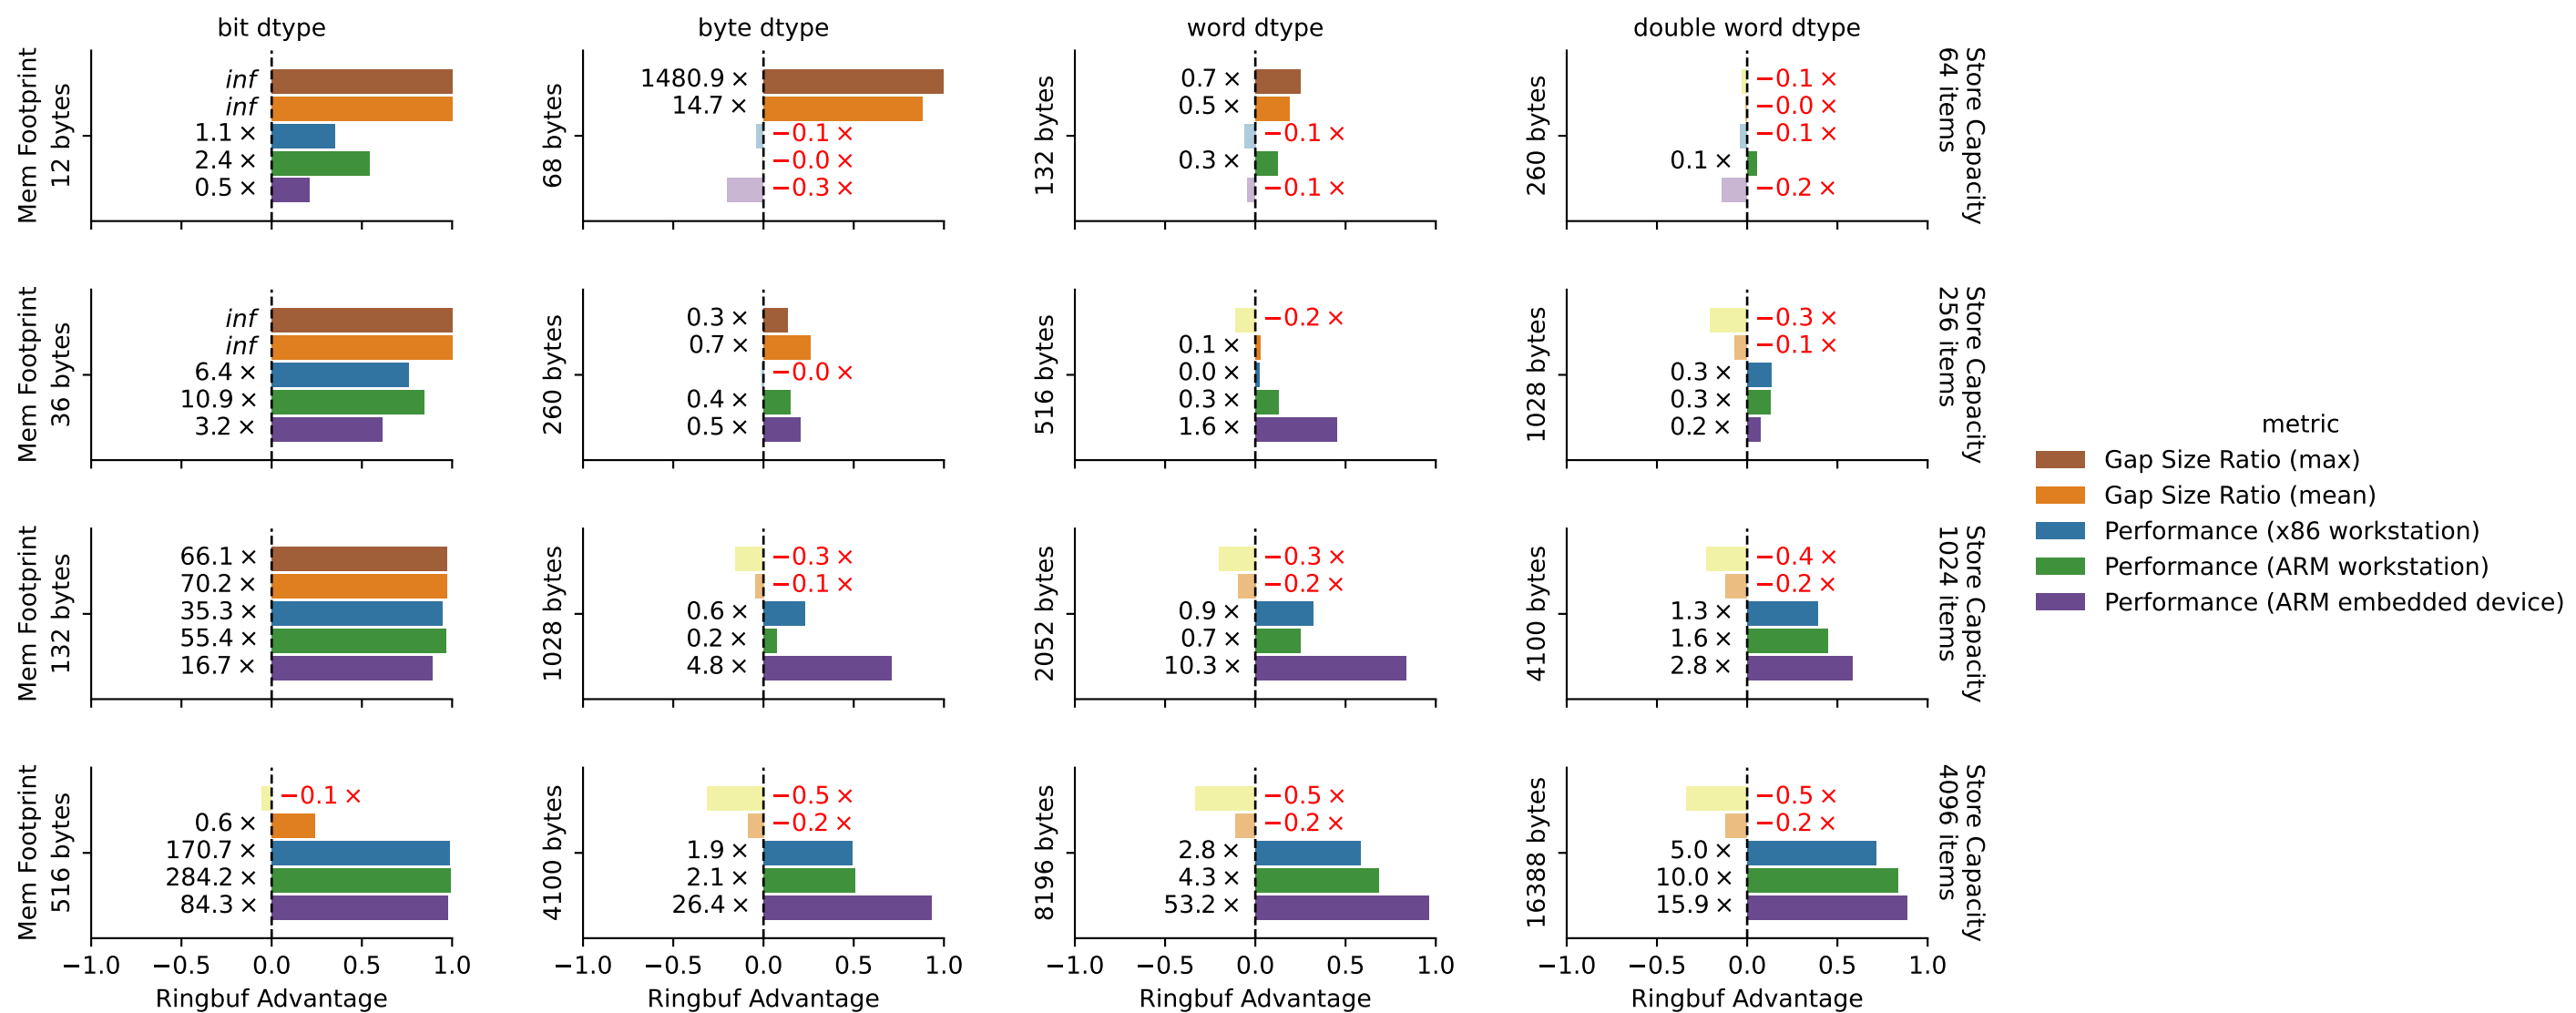 bit dtype
byte dtype
word dtype
double word dtype
Mem Footprint
12 bytes
inf
inf
1.1 ×
2.4 ×
0.5 ×
68 bytes
1480.9 ×
14.7 ×
−0.1 ×
−0.0 ×
−0.3 ×
132 bytes
0.7 ×
0.5 ×
−0.1 ×
0.3 ×
−0.1 ×
260 bytes
−0.1 ×
−0.0 ×
−0.1 ×
0.1 ×
−0.2 ×
Store Capacity
64 items
Mem Footprint
36 bytes
inf
inf
6.4 ×
10.9 ×
3.2 ×
260 bytes
0.3 ×
0.7 ×
−0.0 ×
0.4 ×
0.5 ×
516 bytes
−0.2 ×
0.1 ×
0.0 ×
0.3 ×
1.6 ×
1028 bytes
−0.3 ×
−0.1 ×
0.3 ×
0.3 ×
0.2 ×
Store Capacity
256 items
Mem Footprint
132 bytes
66.1 ×
70.2 ×
35.3 ×
55.4 ×
16.7 ×
1028 bytes
−0.3 ×
−0.1 ×
0.6 ×
0.2 ×
4.8 ×
2052 bytes
−0.3 ×
−0.2 ×
0.9 ×
0.7 ×
10.3 ×
4100 bytes
−0.4 ×
−0.2 ×
1.3 ×
1.6 ×
2.8 ×
Store Capacity
1024 items
Mem Footprint
516 bytes
−0.1 ×
0.6 ×
170.7 ×
284.2 ×
84.3 ×
4100 bytes
−0.5 ×
−0.2 ×
1.9 ×
2.1 ×
26.4 ×
8196 bytes
−0.5 ×
−0.2 ×
2.8 ×
4.3 ×
53.2 ×
16388 bytes
−0.5 ×
−0.2 ×
5.0 ×
10.0 ×
15.9 ×
Store Capacity
4096 items
−1.0 −0.5 0.0 0.5 1.0
Ringbuf Advantage
−1.0 −0.5 0.0 0.5 1.0
Ringbuf Advantage
−1.0 −0.5 0.0 0.5 1.0
Ringbuf Advantage
−1.0 −0.5 0.0 0.5 1.0
Ringbuf Advantage
metric
Gap Size Ratio (max)
Gap Size Ratio (mean)
Performance (x86 workstation)
Performance (ARM workstation)
Performance (ARM embedded device)